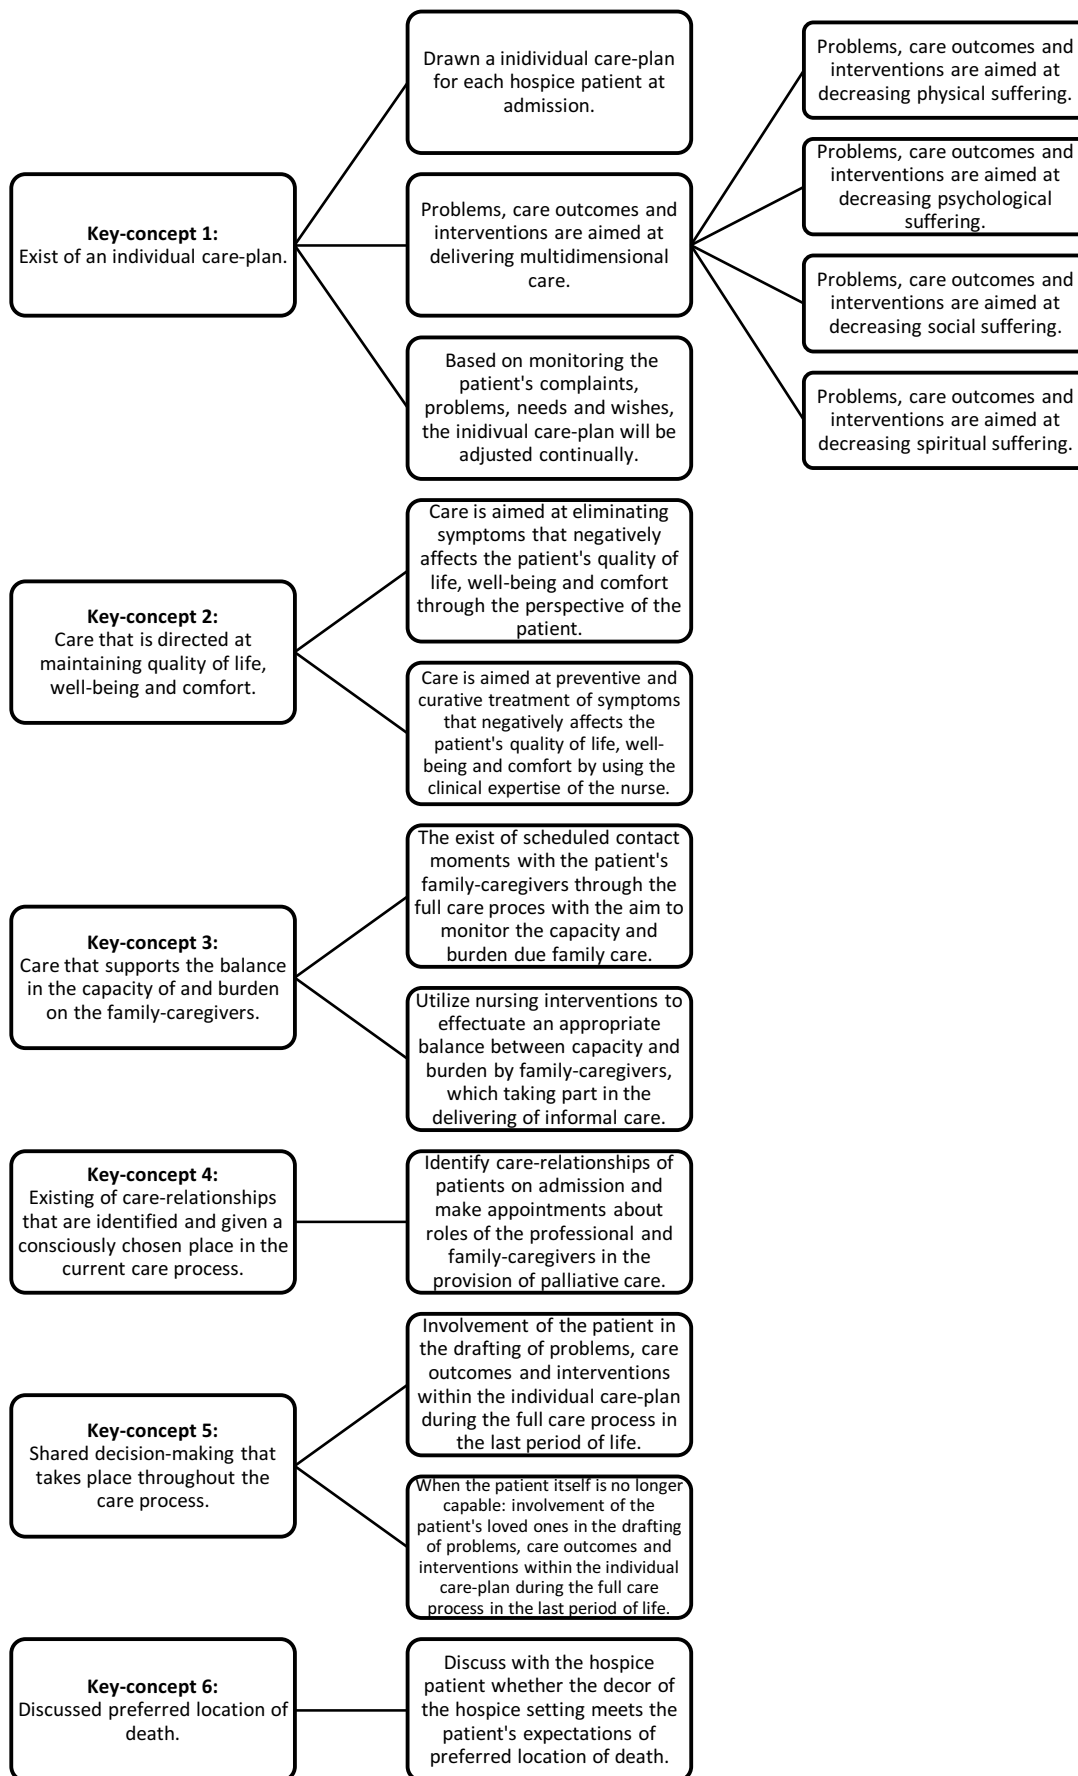 Key-concept 1:
Exist of an individual care-plan.
Drawn a inidividual care-plan
for each hospice patient at
admission.
Problems, care outcomes and
interventions are aimed at
delivering multidimensional
care.
Based on monitoring the
patient's complaints,
problems, needs and wishes,
the inidivual care-plan will be
adjusted continually.
Problems, care outcomes and
interventions are aimed at
decreasing physical suffering.
Problems, care outcomes and
interventions are aimed at
decreasing psychological
suffering.
Problems, care outcomes and
interventions are aimed at
decreasing social suffering.
Problems, care outcomes and
interventions are aimed at
decreasing spiritual suffering.
Key-concept 2:
Care that is directed at
maintaining quality of life,
well-being and comfort.
Care is aimed at eliminating
symptoms that negatively
affects the patient's quality of
life, well-being and comfort
through the perspective of the
patient.
Care is aimed at preventive and
curative treatment of symptoms
that negatively affects the
patient's quality of life, well-
being and comfort by using the
clinical expertise of the nurse.
Key-concept 3:
Care that supports the balance
in the capacity of and burden
on the family-caregivers.
The exist of scheduled contact
moments with the patient's
family-caregivers through the
full care proces with the aim to
monitor the capacity and
burden due family care.
Utilize nursing interventions to
effectuate an appropriate
balance between capacity and
burden by family-caregivers,
which taking part in the
delivering of informal care.
Key-concept 4:
Existing of care-relationships
that are identified and given a
consciously chosen place in the
current care process.
Identify care-relationships of
patients on admission and
make appointments about
roles of the professional and
family-caregivers in the
provision of palliative care.
Key-concept 5:
Shared decision-making that
takes place throughout the
care process.
Involvement of the patient in
the drafting of problems, care
outcomes and interventions
within the individual care-plan
during the full care process in
the last period of life.
When the patient itself is no longer
capable: involvement of the
patient's loved ones in the drafting
of problems, care outcomes and
interventions within the individual
care-plan during the full care
process in the last period of life.
Key-concept 6:
Discussed preferred location of
death.
Discuss with the hospice
patient whether the decor of
the hospice setting meets the
patient's expectations of
preferred location of death.